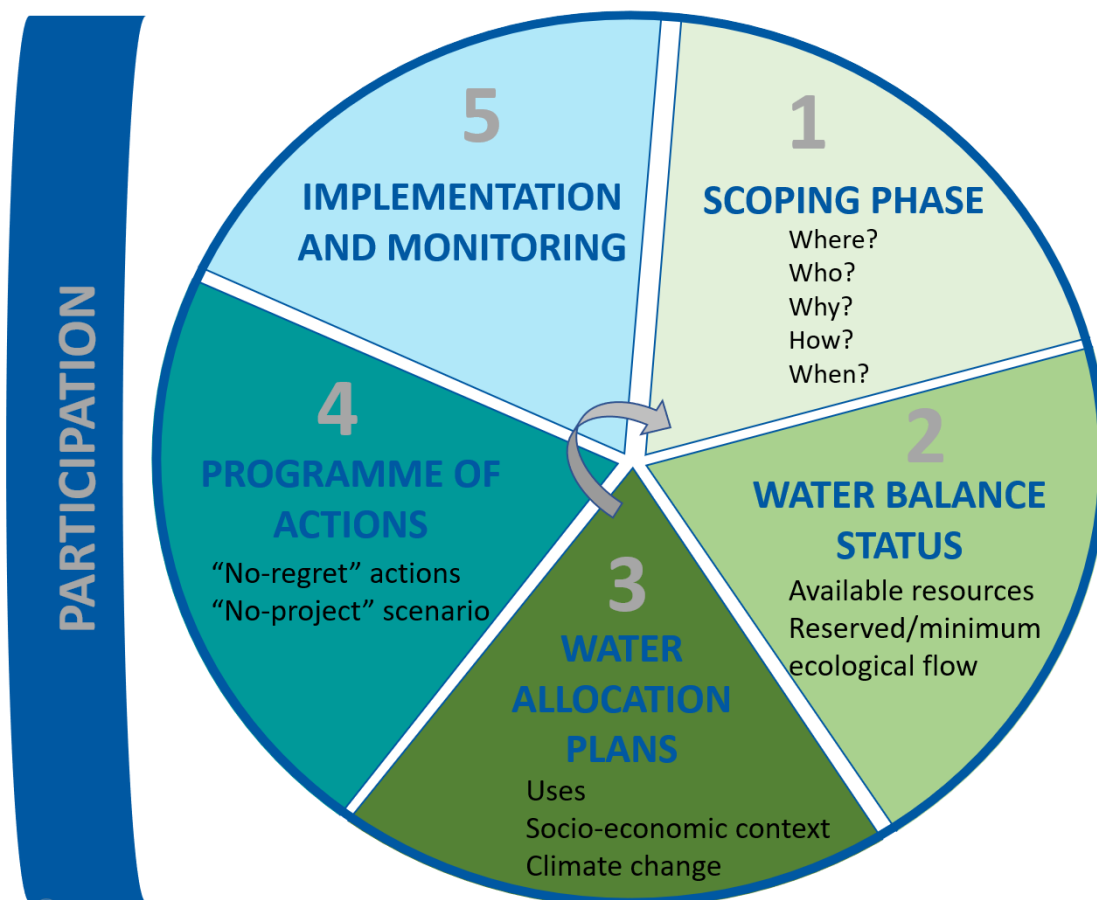 PARTICIPATION
1
SCOPING PHASE
Where?
Who?
Why?
How?
When?
2
WATER BALANCE
STATUS
Available resources
Reserved/minimum
ecological flow
3
WATER
ALLOCATION
PLANS
Uses
Socio-economic context
Climate change
4
PROGRAMME OF
ACTIONS
“No-regret” actions
“No-project” scenario
5
IMPLEMENTATION
AND MONITORING